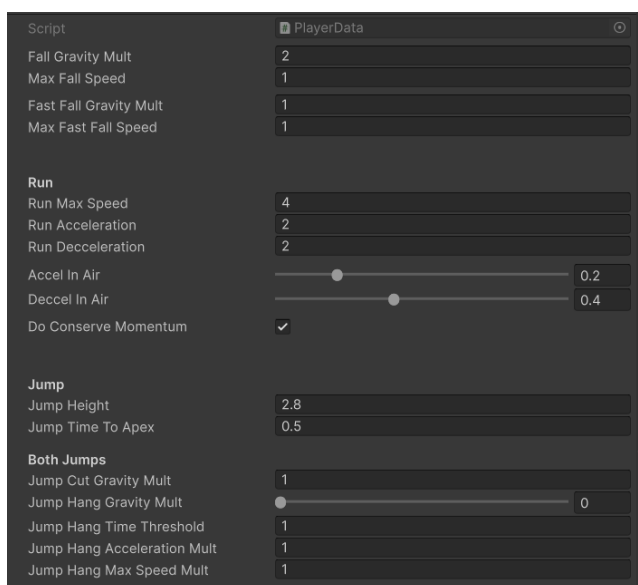 Script # PlayerData
Fall Gravity Mult 2
Max Fall Speed 1
Fast Fall Gravity Mult 1
Max Fast Fall Speed 1
Run
Run Max Speed 4
Run Acceleration 2
Run Decceleration 2
Accel In Air 0.2
Deccel In Air 0.4
Do Conserve Momentum
Jump
Jump Height 2.8
Jump Time To Apex 0.5
Both Jumps
Jump Cut Gravity Mult 1
Jump Hang Gravity Mult 0
Jump Hang Time Threshold 1
Jump Hang Acceleration Mult 1
Jump Hang Max Speed Mult 1